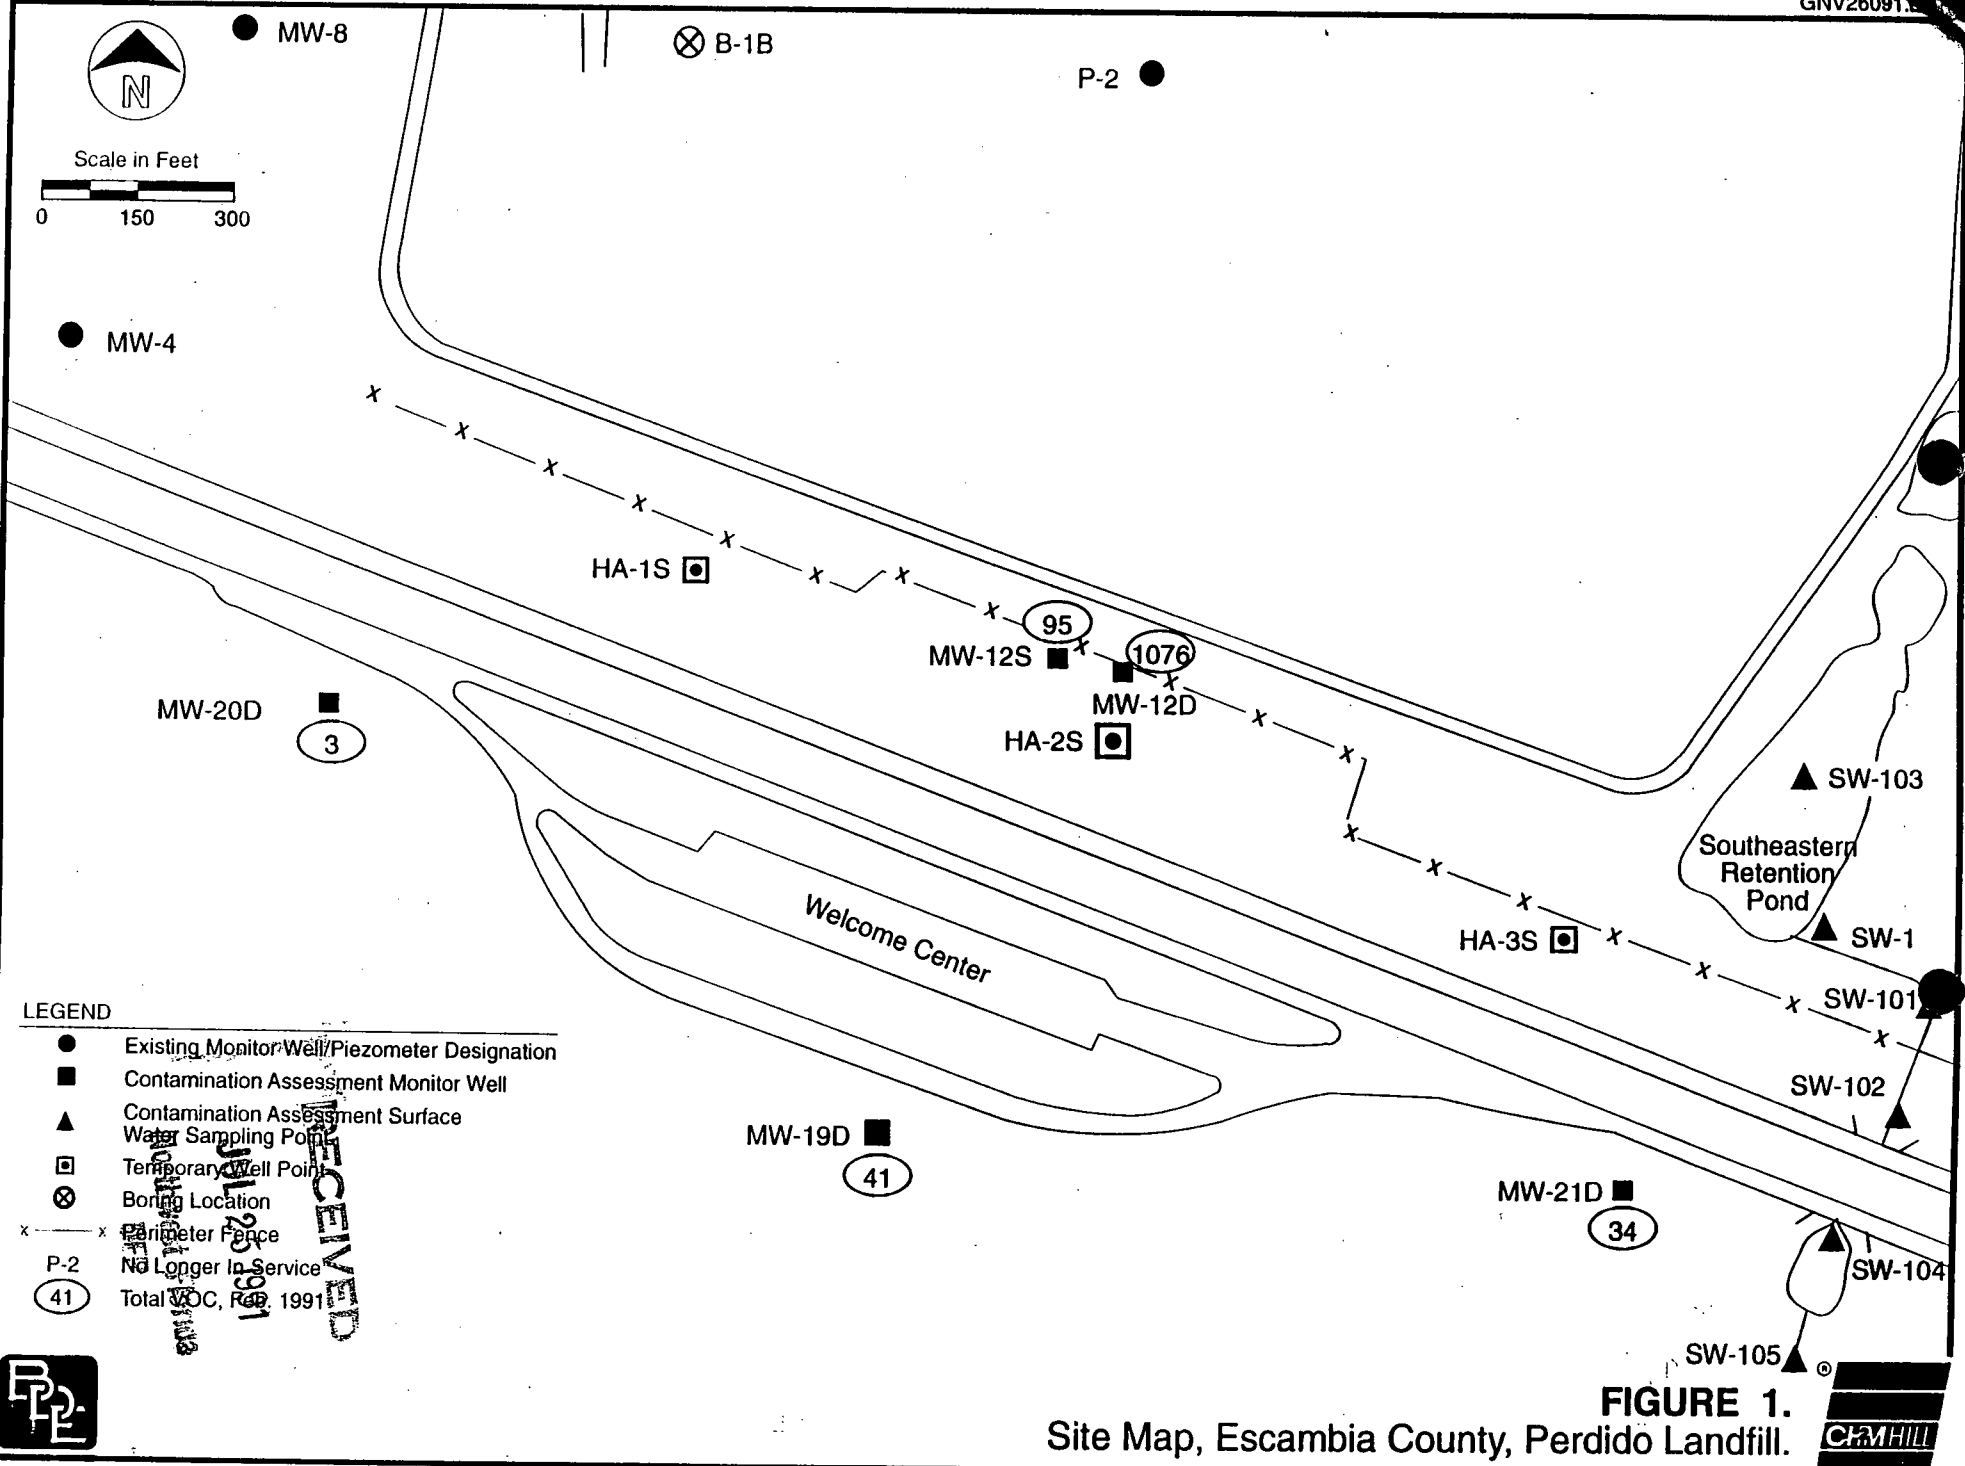 MW-8
B-1B
P-2
N
Scale in Feet
0 150 300
MW-4
HA-1S
95
MW-12S
1076
MW-12D
HA-2S
MW-20D
3
SW-103
Southeastern
Retention
Pond
Welcome Center
HA-3S
SW-1
SW-101
SW-102
MW-19D
41
MW-21D
34
SW-104
SW-105
LEGEND
Existing Monitor Well/Piezometer Designation
Contamination Assessment Monitor Well
Contamination Assessment Surface
Water Sampling Point
Temporary Well Point
Boring Location
x x Perimeter Fence
P-2 No Longer In Service
41 Total VOC, Feb. 1991
RECEIVED
JUL 25 1991
FIGURE 1.
Site Map, Escambia County, Perdido Landfill.
®
CH2M HILL